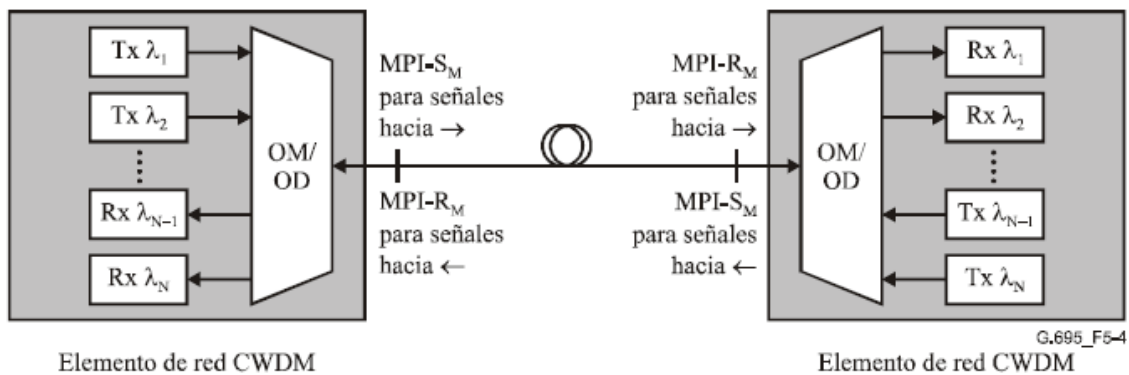 Tx λ1
Tx λ2
Rx λN–1
Rx λN
OM/
OD
MPI-SM
para señales
hacia →
MPI-RM
para señales
hacia ←
MPI-RM
para señales
hacia →
MPI-SM
para señales
hacia ←
OM/
OD
Rx λ1
Rx λ2
Tx λN–1
Tx λN
G.695_F5-4
Elemento de red CWDM
Elemento de red CWDM